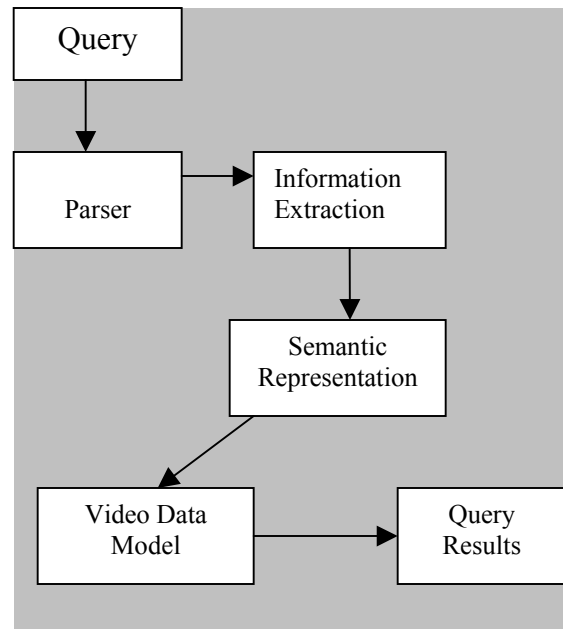 Query
Parser
Information
Extraction
Semantic
Representation
Video Data
Model
Query
Results